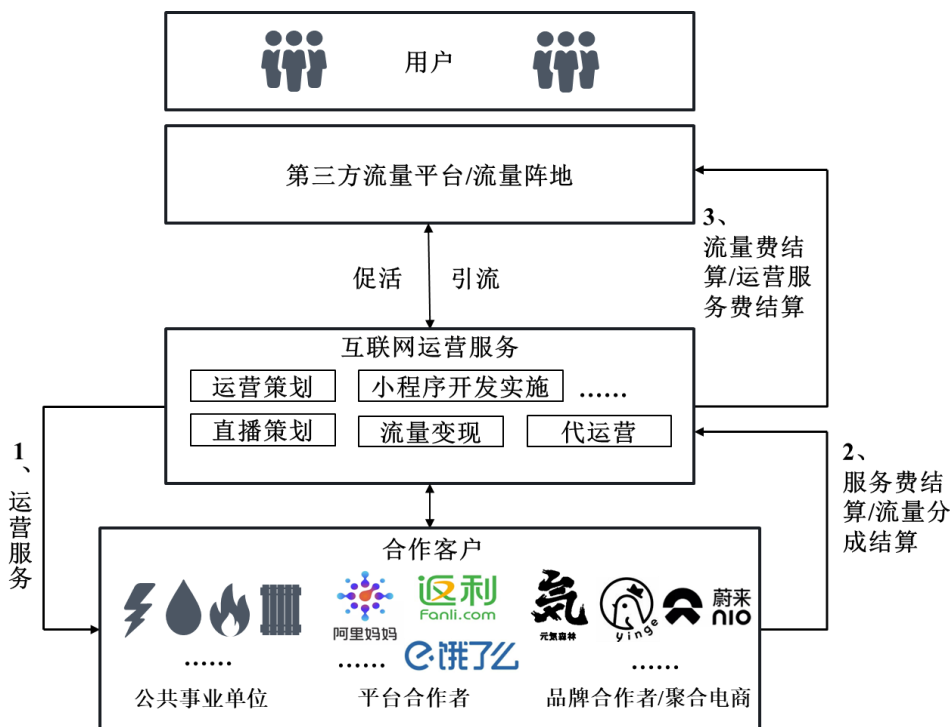 用户
第三方流量平台/流量阵地
促活
引流
3、
流量费结
算/运营服
务费结算
互联网运营服务
运营策划
小程序开发实施
......
直播策划
流量变现
代运营
1、
运营服务
2、
服务费结
算/流量分
成结算
合作客户
阿里妈妈
返利
Fanli.com
饿了么
元気森林
yinge
蔚来
NIO
......
......
......
公共事业单位
平台合作者
品牌合作者/聚合电商